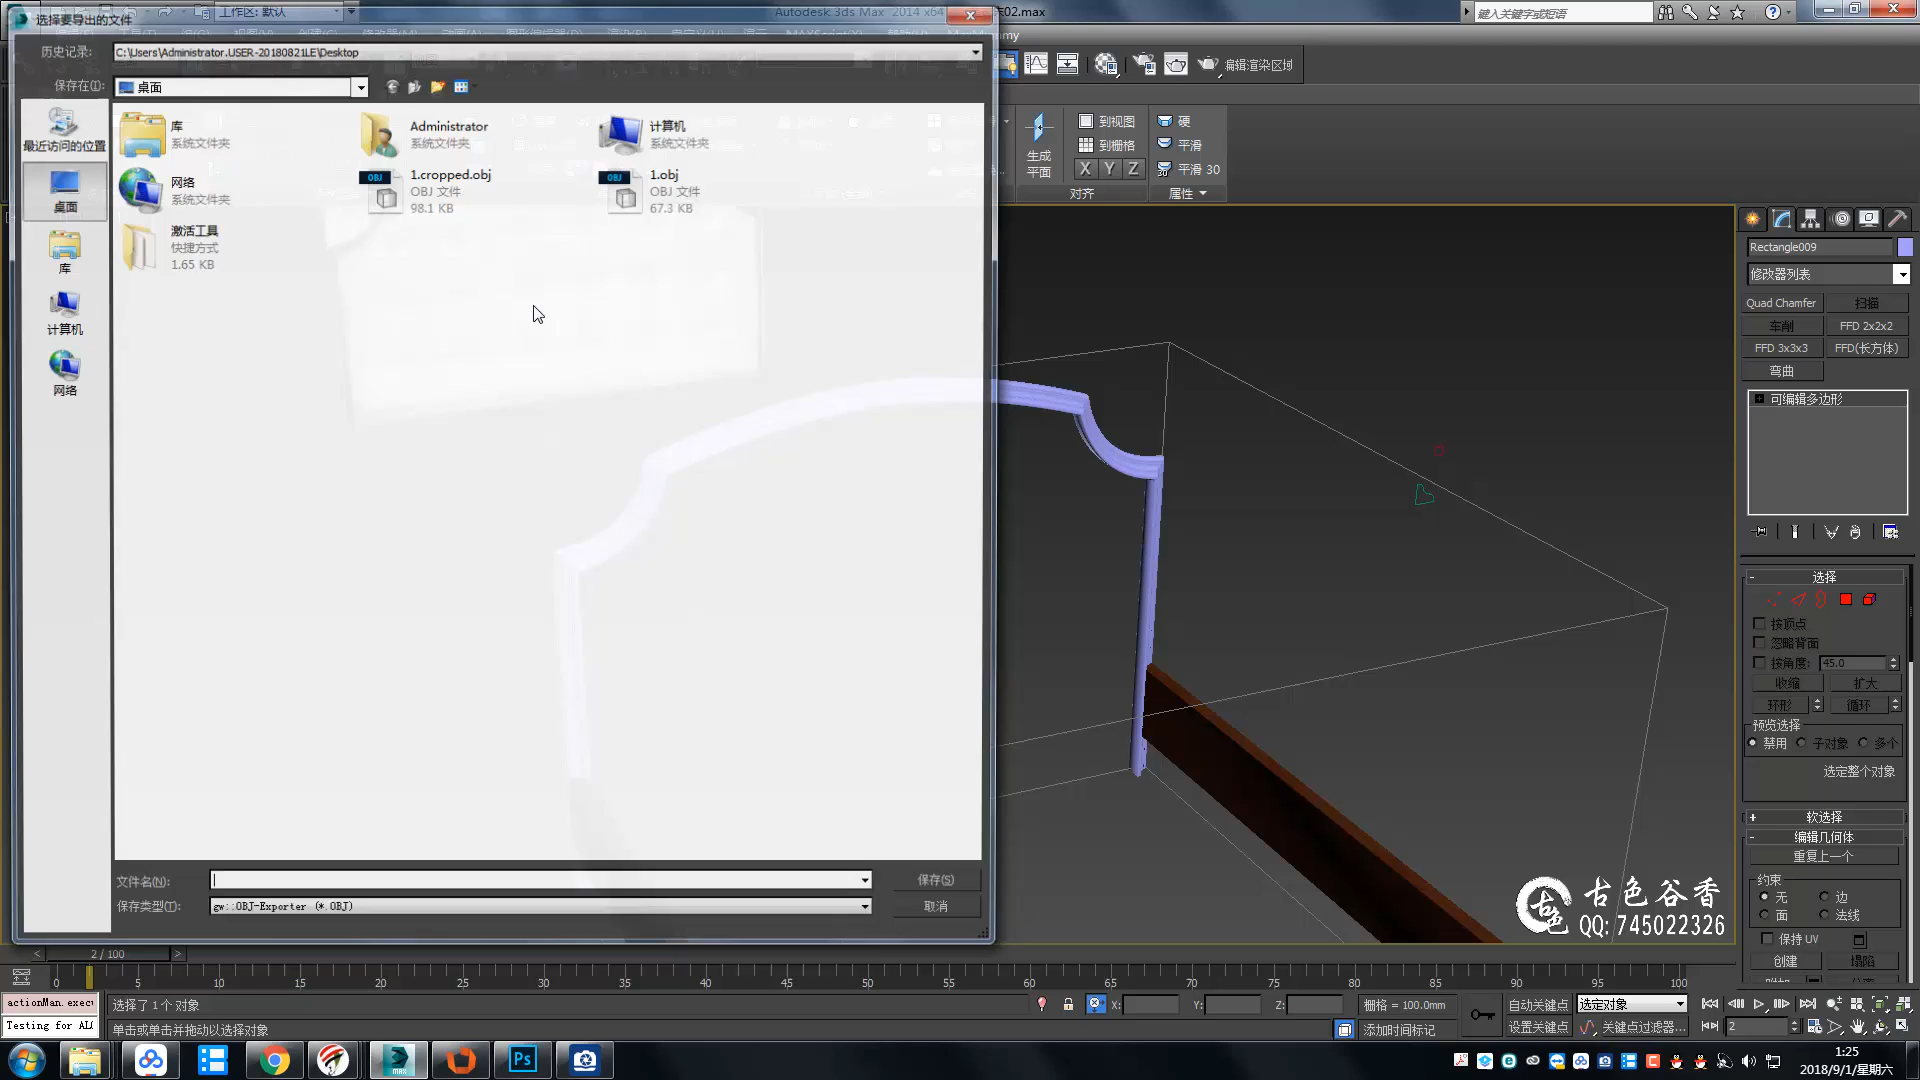 选择要导出的文件
工作区: 默认
Autodesk 3ds Max 2014 x64
02.max
键入关键字或短语
历史记录:
C:\Users\Administrator.USER-20180821LE\Desktop
保存在(I):
桌面
编辑渲染区域
最近访问的位置
桌面
库
计算机
网络
库
系统文件夹
Administrator
系统文件夹
计算机
系统文件夹
网络
系统文件夹
1.cropped.obj
OBJ 文件
98.1 KB
1.obj
OBJ 文件
67.3 KB
激活工具
快捷方式
1.65 KB
文件名(N):
保存(S)
保存类型(T):
gw::OBJ-Exporter (*.OBJ)
取消
生成
平面
到视图
到栅格
X Y Z
对齐
硬
平滑
平滑 30
属性
Rectangle009
修改器列表
Quad Chamfer
扫描
车削
FFD 2x2x2
FFD 3x3x3
FFD(长方体)
弯曲
可编辑多边形
选择
按顶点
忽略背面
按角度:
45.0
收缩
扩大
环形
循环
预览选择
禁用
子对象
多个
选定整个对象
软选择
编辑几何体
重复上一个
约束
无
边
面
法线
保持 UV
创建
塌陷
古色谷香
QQ: 745022326
2 / 100
0 5 10 15 20 25 30 35 40 45 50 55 60 65 70 75 80 85 90 95 100
actionMan.execu
选择了 1 个 对象
X:
Y:
Z:
栅格 = 100.0mm
自动关键点
选定对象
Testing for ALL
单击或单击并拖动以选择对象
添加时间标记
设置关键点
关键点过滤器...
2
1:25
2018/9/1/星期六